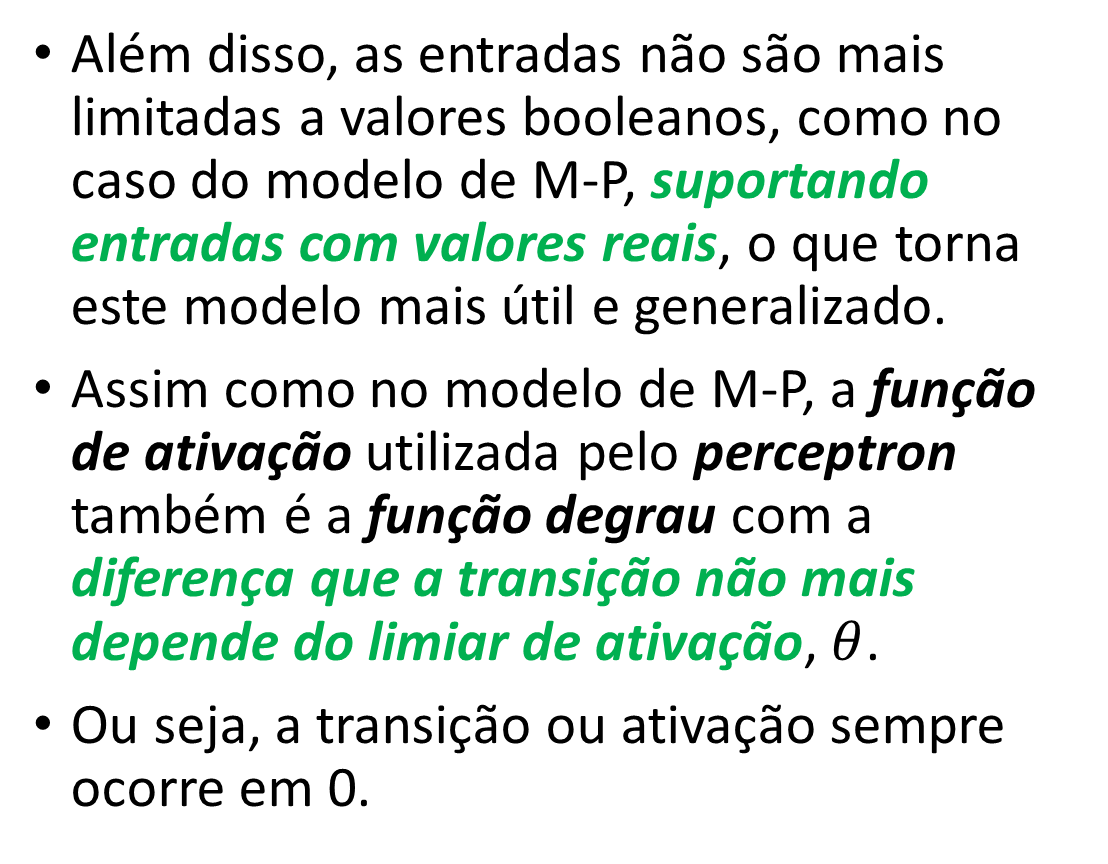 • Além disso, as entradas não são mais
limitadas a valores booleanos, como no
caso do modelo de M-P, suportando
entradas com valores reais, o que torna
este modelo mais útil e generalizado.
• Assim como no modelo de M-P, a função
de ativação utilizada pelo perceptron
também é a função degrau com a
diferença que a transição não mais
depende do limiar de ativação, θ.
• Ou seja, a transição ou ativação sempre
ocorre em 0.